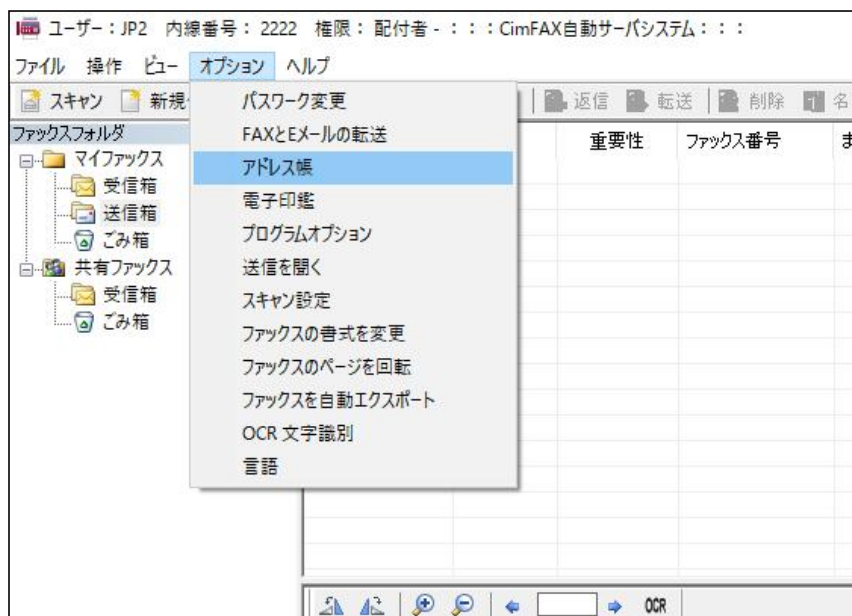 ユーザー：JP2 内線番号：2222 権限：配付者 - ：：：CimFAX自動サーバシステム：：：
ファイル 操作 ビュー オプション ヘルプ
スキャン 新規 返信 転送 削除 名
ファックスフォルダ
重要性 ファックス番号
マイファックス
受信箱
送信箱
ごみ箱
共有ファックス
受信箱
ごみ箱
パスワーク変更
FAXとEメールの転送
アドレス帳
電子印鑑
プログラムオプション
送信を開く
スキャン設定
ファックスの書式を変更
ファックスのページを回転
ファックスを自動エクスポート
OCR 文字識別
言語
OCR